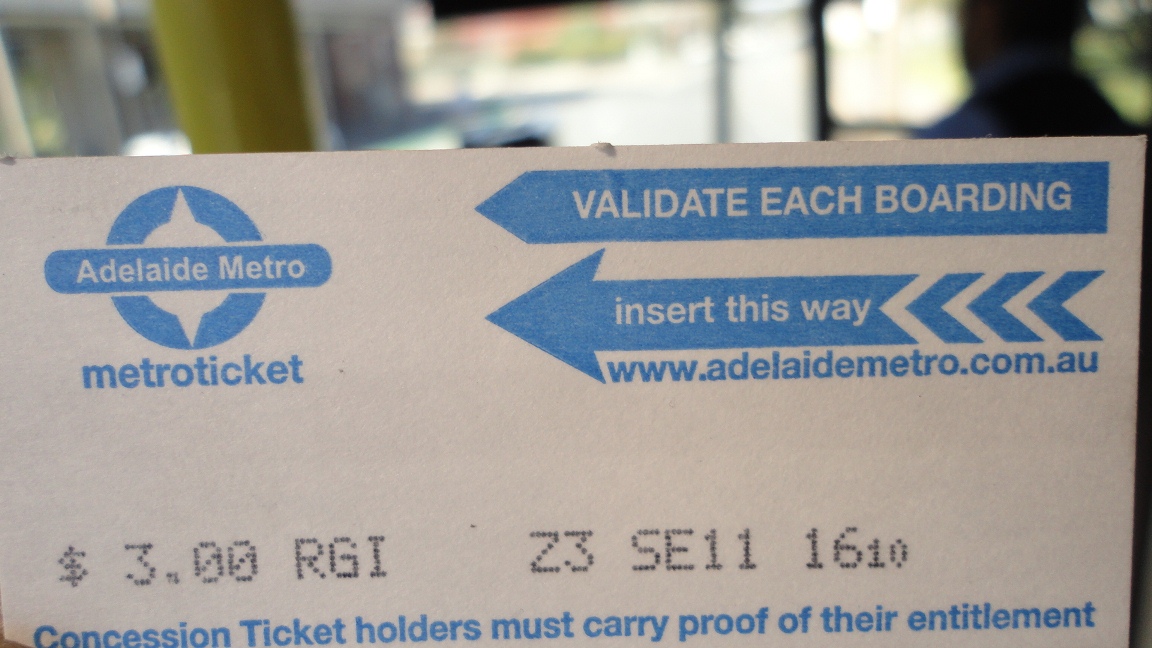 VALIDATE EACH BOARDING
Adelaide Metro
insert this way
metroticket
www.adelaidemetro.com.au
$ 3.00 RGI 23 SE11 1610
Concession Ticket holders must carry proof of their entitlement